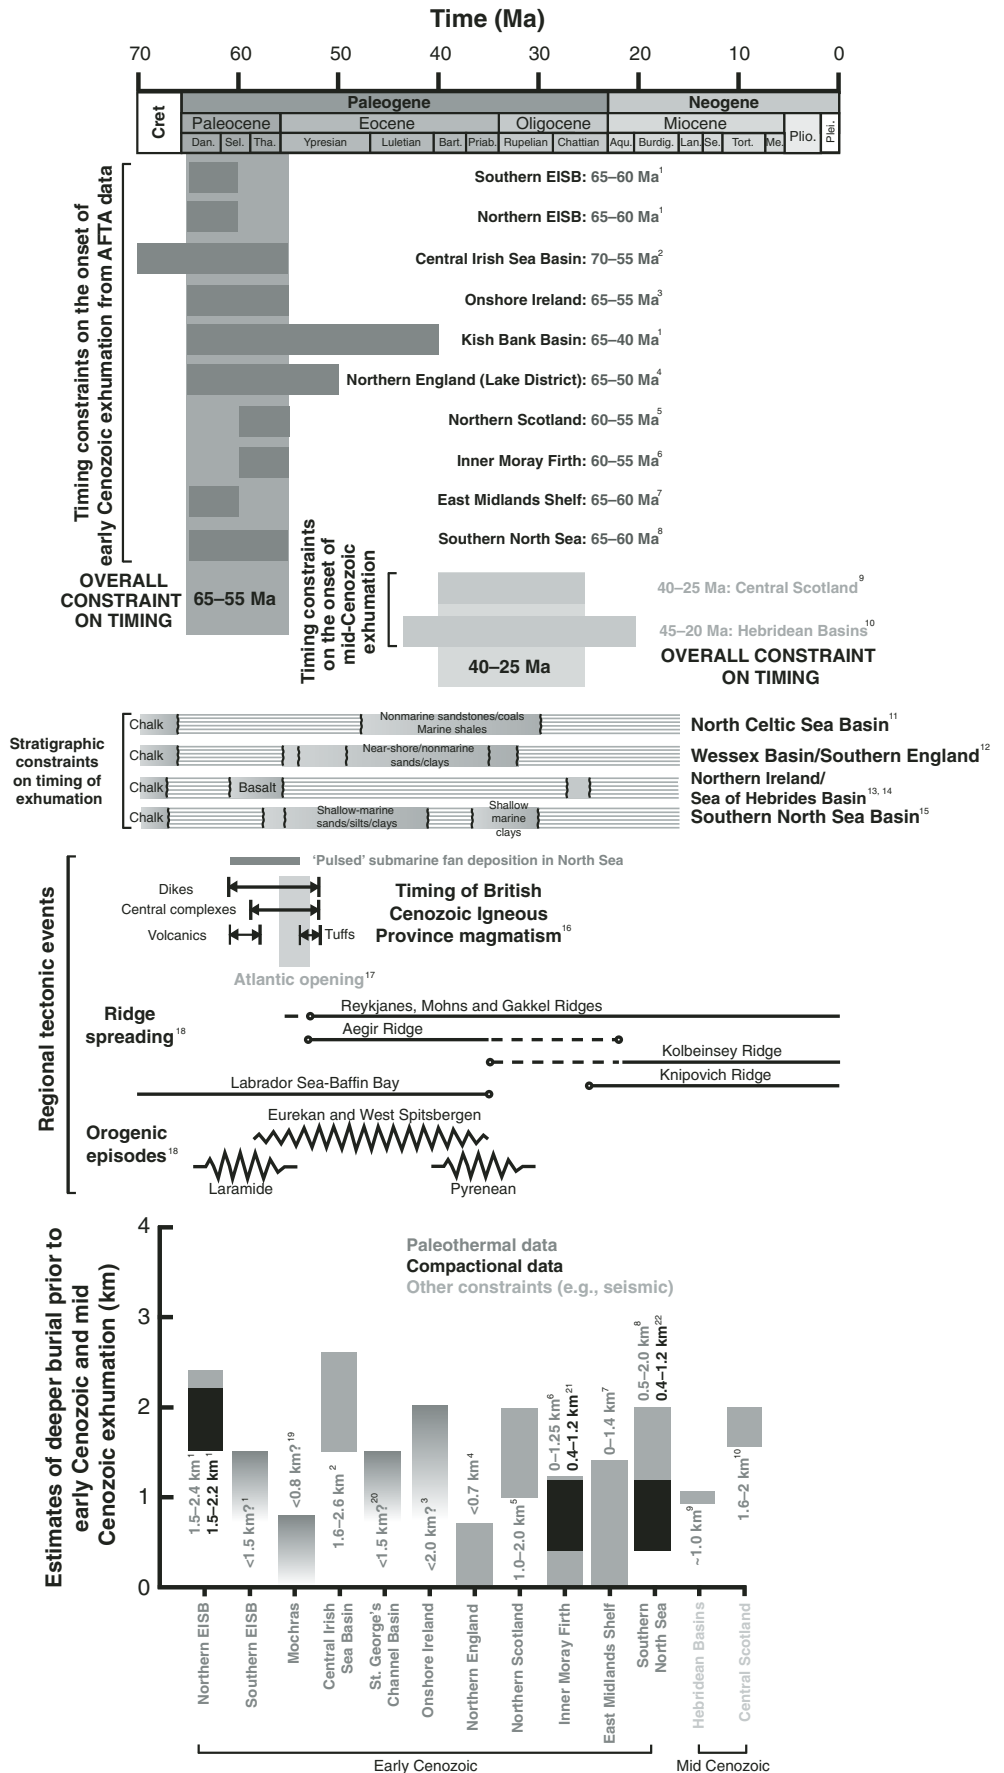 Time (Ma)
70 60 50 40 30 20 10 0
Cret
Paleogene Neogene
Paleocene Eocene Oligocene Miocene Plio. Plei.
Dan. Sel. Tha. Ypresian Luletian Bart. Priab. Rupelian Chattian Aqu. Burdig. Lan. Se. Tort. Me.
Timing constraints on the onset of
early Cenozoic exhumation from AFTA data
Southern EISB: 65–60 Ma1
Northern EISB: 65–60 Ma1
Central Irish Sea Basin: 70–55 Ma2
Onshore Ireland: 65–55 Ma3
Kish Bank Basin: 65–40 Ma1
Northern England (Lake District): 65–50 Ma4
Northern Scotland: 60–55 Ma5
Inner Moray Firth: 60–55 Ma6
East Midlands Shelf: 65–60 Ma7
Southern North Sea: 65–60 Ma8
OVERALL
CONSTRAINT
ON TIMING
65–55 Ma
Timing constraints
on the onset of
mid-Cenozoic
exhumation
40–25 Ma: Central Scotland9
45–20 Ma: Hebridean Basins10
40–25 Ma
OVERALL CONSTRAINT
ON TIMING
Stratigraphic
constraints
on timing of
exhumation
Chalk
Nonmarine sandstones/coals
Marine shales
North Celtic Sea Basin11
Chalk
Near-shore/nonmarine
sands/clays
Wessex Basin/Southern England12
Chalk
Basalt
Northern Ireland/
Sea of Hebrides Basin13, 14
Chalk
Shallow-marine
sands/silts/clays
Shallow
marine
clays
Southern North Sea Basin15
Regional tectonic events
‘Pulsed’ submarine fan deposition in North Sea
Dikes
Central complexes
Volcanics
Tuffs
Timing of British
Cenozoic Igneous
Province magmatism16
Atlantic opening17
Ridge
spreading18
Reykjanes, Mohns and Gakkel Ridges
Aegir Ridge
Kolbeinsey Ridge
Knipovich Ridge
Labrador Sea-Baffin Bay
Orogenic
episodes18
Eurekan and West Spitsbergen
Laramide
Pyrenean
Estimates of deeper burial prior to
early Cenozoic and mid
Cenozoic exhumation (km)
4
3
2
1
0
Paleothermal data
Compactional data
Other constraints (e.g., seismic)
1.5–2.4 km1
1.5–2.2 km1
<1.5 km?1
<0.8 km?19
1.6–2.6 km2
<1.5 km?20
<2.0 km?3
<0.7 km4
1.0–2.0 km5
0–1.25 km6
0.4–1.2 km21
0–1.4 km7
0.5–2.0 km8
0.4–1.2 km22
~1.0 km9
1.6–2 km10
Northern EISB
Southern EISB
Mochras
Central Irish
Sea Basin
St. George's
Channel Basin
Onshore Ireland
Northern England
Northern Scotland
Inner Moray Firth
East Midlands Shelf
Southern
North Sea
Hebridean Basins
Central Scotland
Early Cenozoic
Mid Cenozoic